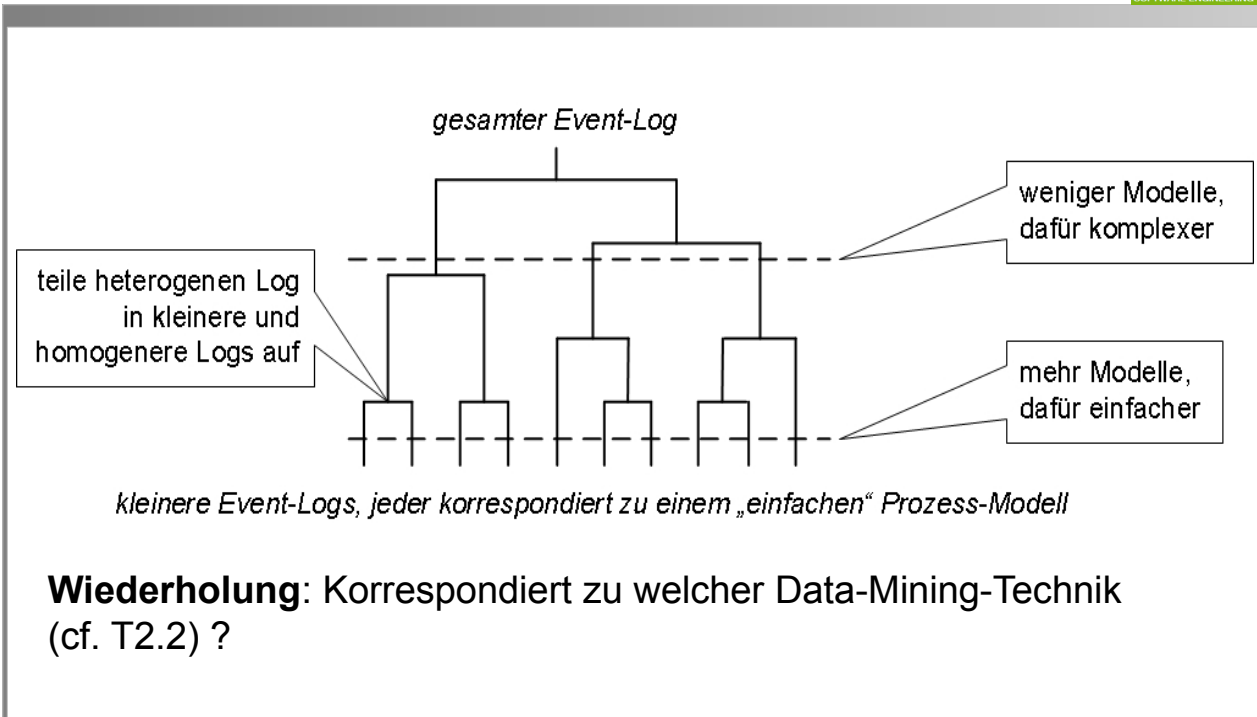 gesamter Event-Log
weniger Modelle,
dafür komplexer
teile heterogenen Log
in kleinere und
homogenere Logs auf
mehr Modelle,
dafür einfacher
kleinere Event-Logs, jeder korrespondiert zu einem „einfachen“ Prozess-Modell
Wiederholung: Korrespondiert zu welcher Data-Mining-Technik
(cf. T2.2) ?